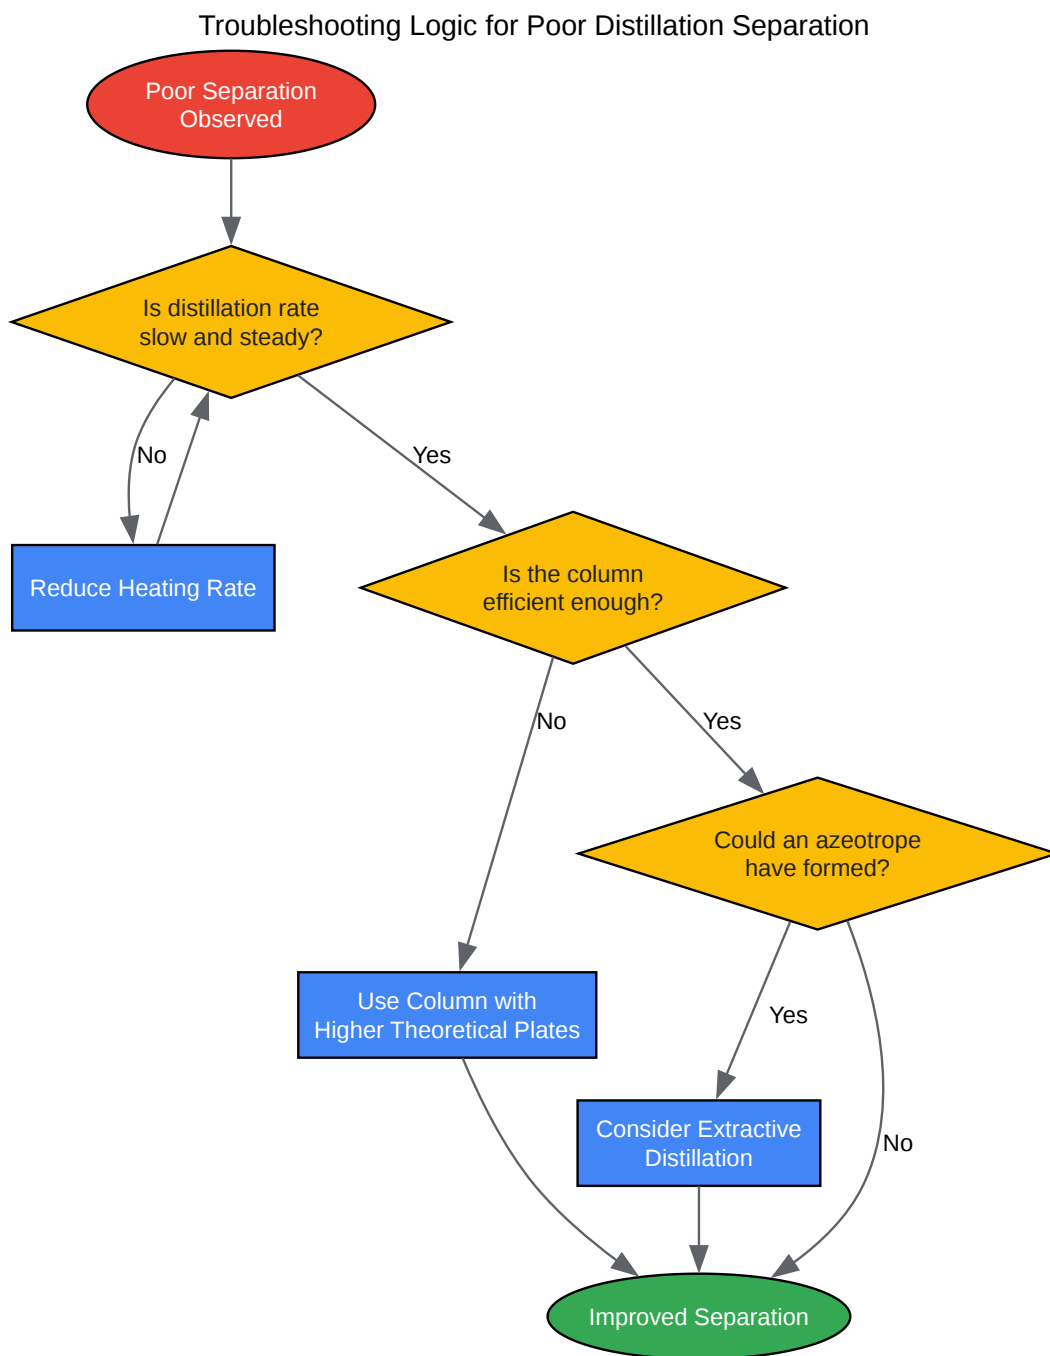 Troubleshooting Logic for Poor Distillation Separation
Poor Separation
Observed
Is distillation rate
slow and steady?
No
Yes
Reduce Heating Rate
Is the column
efficient enough?
No
Yes
Could an azeotrope
have formed?
Use Column with
Higher Theoretical Plates
Yes
Consider Extractive
Distillation
No
Improved Separation